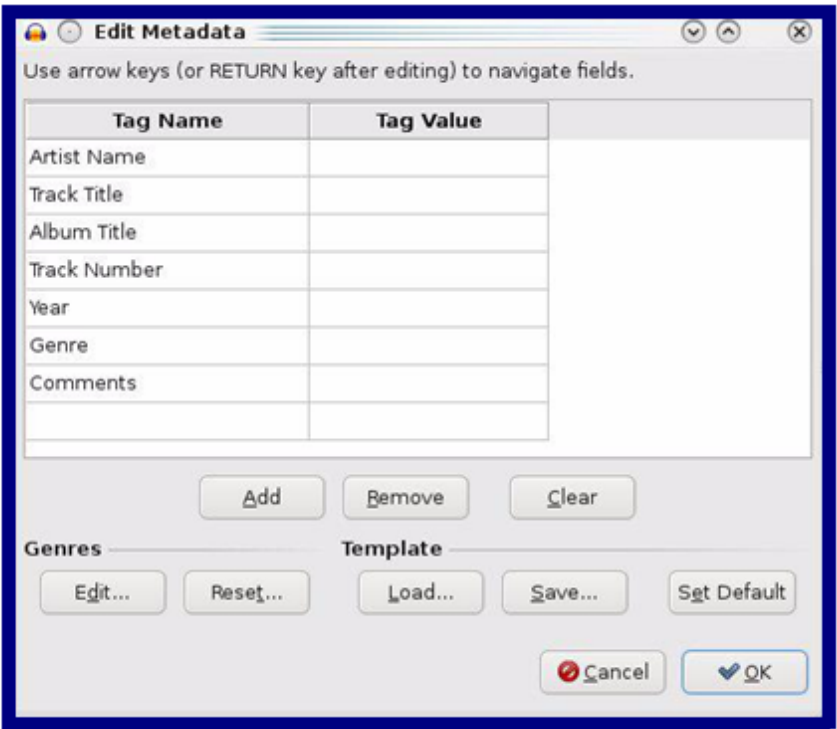 Edit Metadata
Use arrow keys (or RETURN key after editing) to navigate fields.
Tag Name Tag Value
Artist Name
Track Title
Album Title
Track Number
Year
Genre
Comments
Add Remove Clear
Genres Template
Edit... Reset... Load... Save... Set Default
Cancel OK